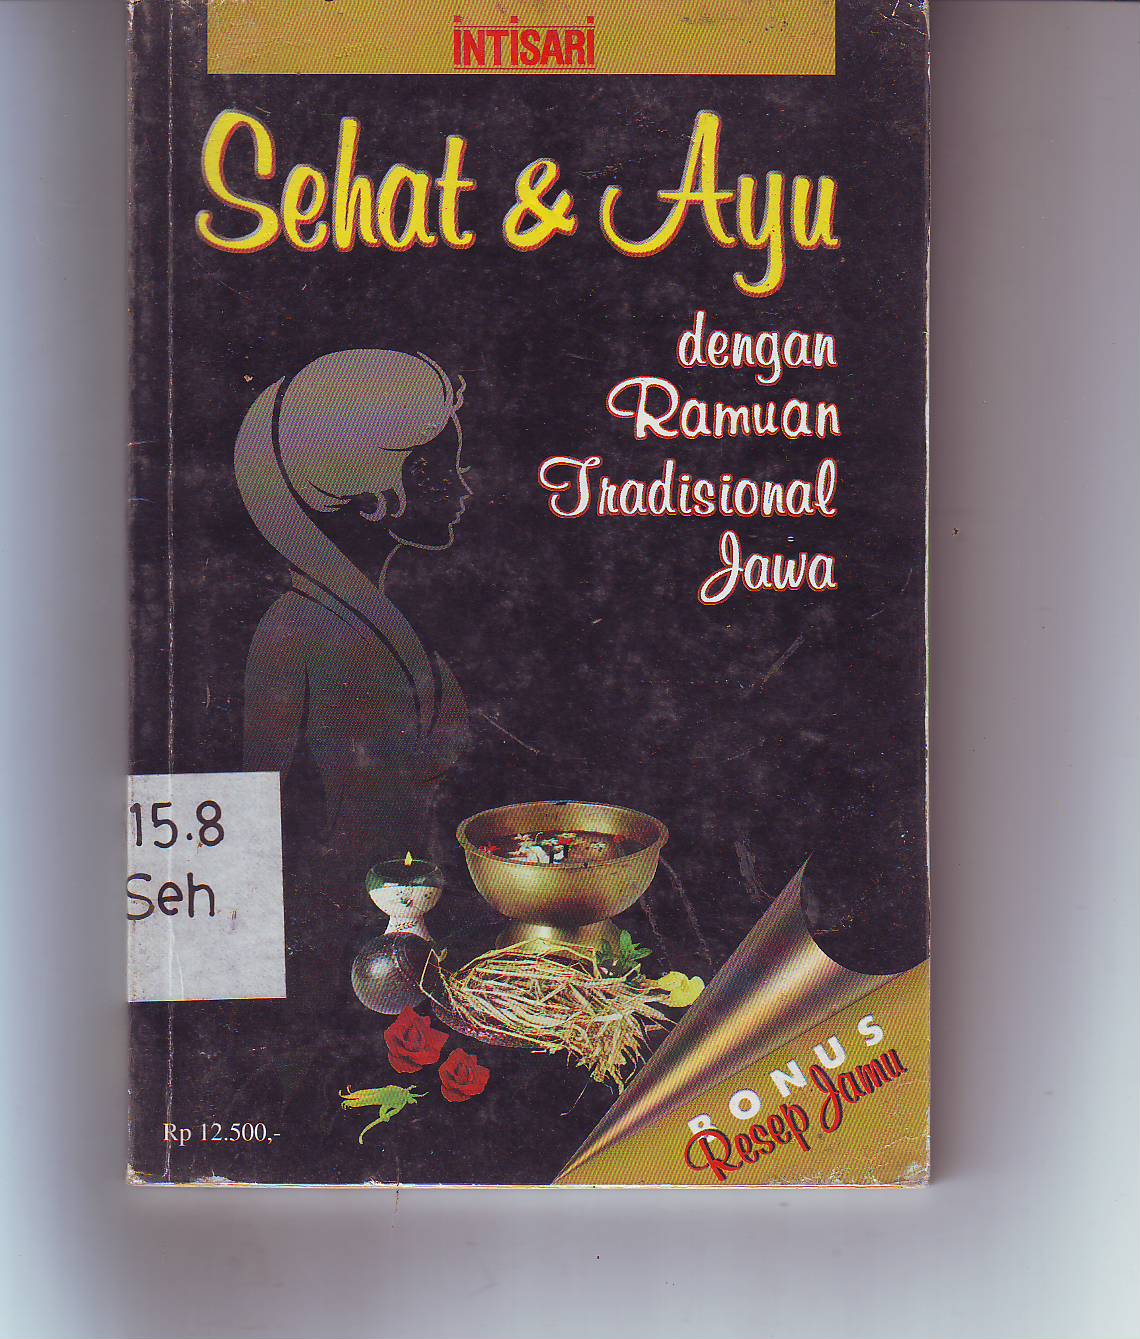 INTISARI
Sehat & Ayu
dengan
Ramuan
Tradisional
Jawa
15.8
Seh
BONUS
Resep Jamu
Rp 12.500,-